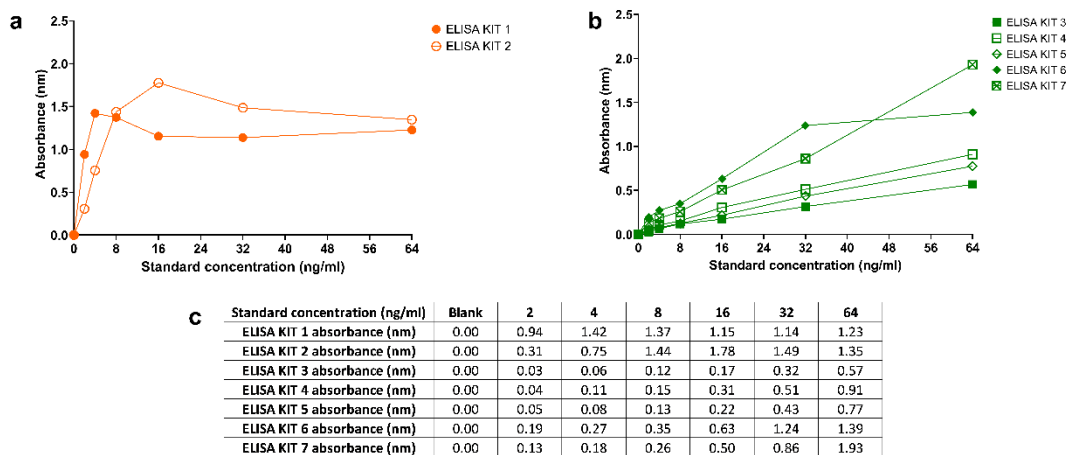 a
2.5
2.0
1.5
1.0
0.5
0.0
Absorbance (nm)
0 8 16 24 32 40 48 56 64
Standard concentration (ng/ml)
ELISA KIT 1
ELISA KIT 2
b
2.5
2.0
1.5
1.0
0.5
0.0
Absorbance (nm)
0 8 16 24 32 40 48 56 64
Standard concentration (ng/ml)
ELISA KIT 3
ELISA KIT 4
ELISA KIT 5
ELISA KIT 6
ELISA KIT 7
c
Standard concentration (ng/ml) Blank 2 4 8 16 32 64
ELISA KIT 1 absorbance (nm) 0.00 0.94 1.42 1.37 1.15 1.14 1.23
ELISA KIT 2 absorbance (nm) 0.00 0.31 0.75 1.44 1.78 1.49 1.35
ELISA KIT 3 absorbance (nm) 0.00 0.03 0.06 0.12 0.17 0.32 0.57
ELISA KIT 4 absorbance (nm) 0.00 0.04 0.11 0.15 0.31 0.51 0.91
ELISA KIT 5 absorbance (nm) 0.00 0.05 0.08 0.13 0.22 0.43 0.77
ELISA KIT 6 absorbance (nm) 0.00 0.19 0.27 0.35 0.63 1.24 1.39
ELISA KIT 7 absorbance (nm) 0.00 0.13 0.18 0.26 0.50 0.86 1.93